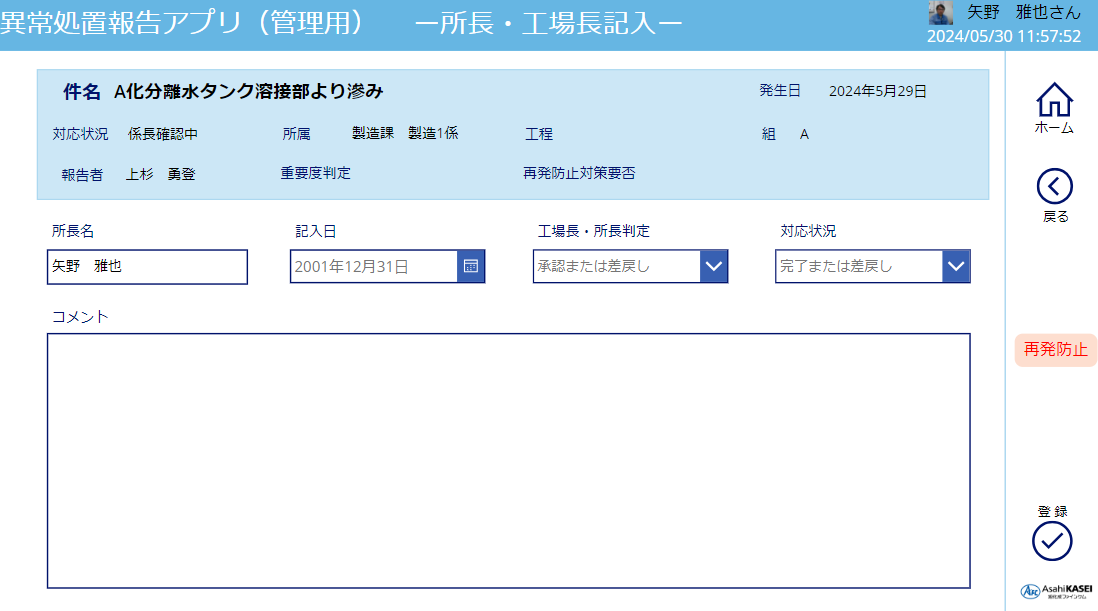 異常処置報告アプリ（管理用）　ー所長・工場長記入ー
矢野　雅也さん
2024/05/30 11:57:52
件名 A化分離水タンク溶接部より滲み 発生日 2024年5月29日
対応状況 係長確認中 所属 製造課　製造1係 工程 組 A
報告者 上杉　勇登 重要度判定 再発防止対策要否
ホーム
戻る
所長名 記入日 工場長・所長判定 対応状況
矢野　雅也 2001年12月31日 承認または差戻し 完了または差戻し
コメント
再発防止
登 録
AsahiKASEI